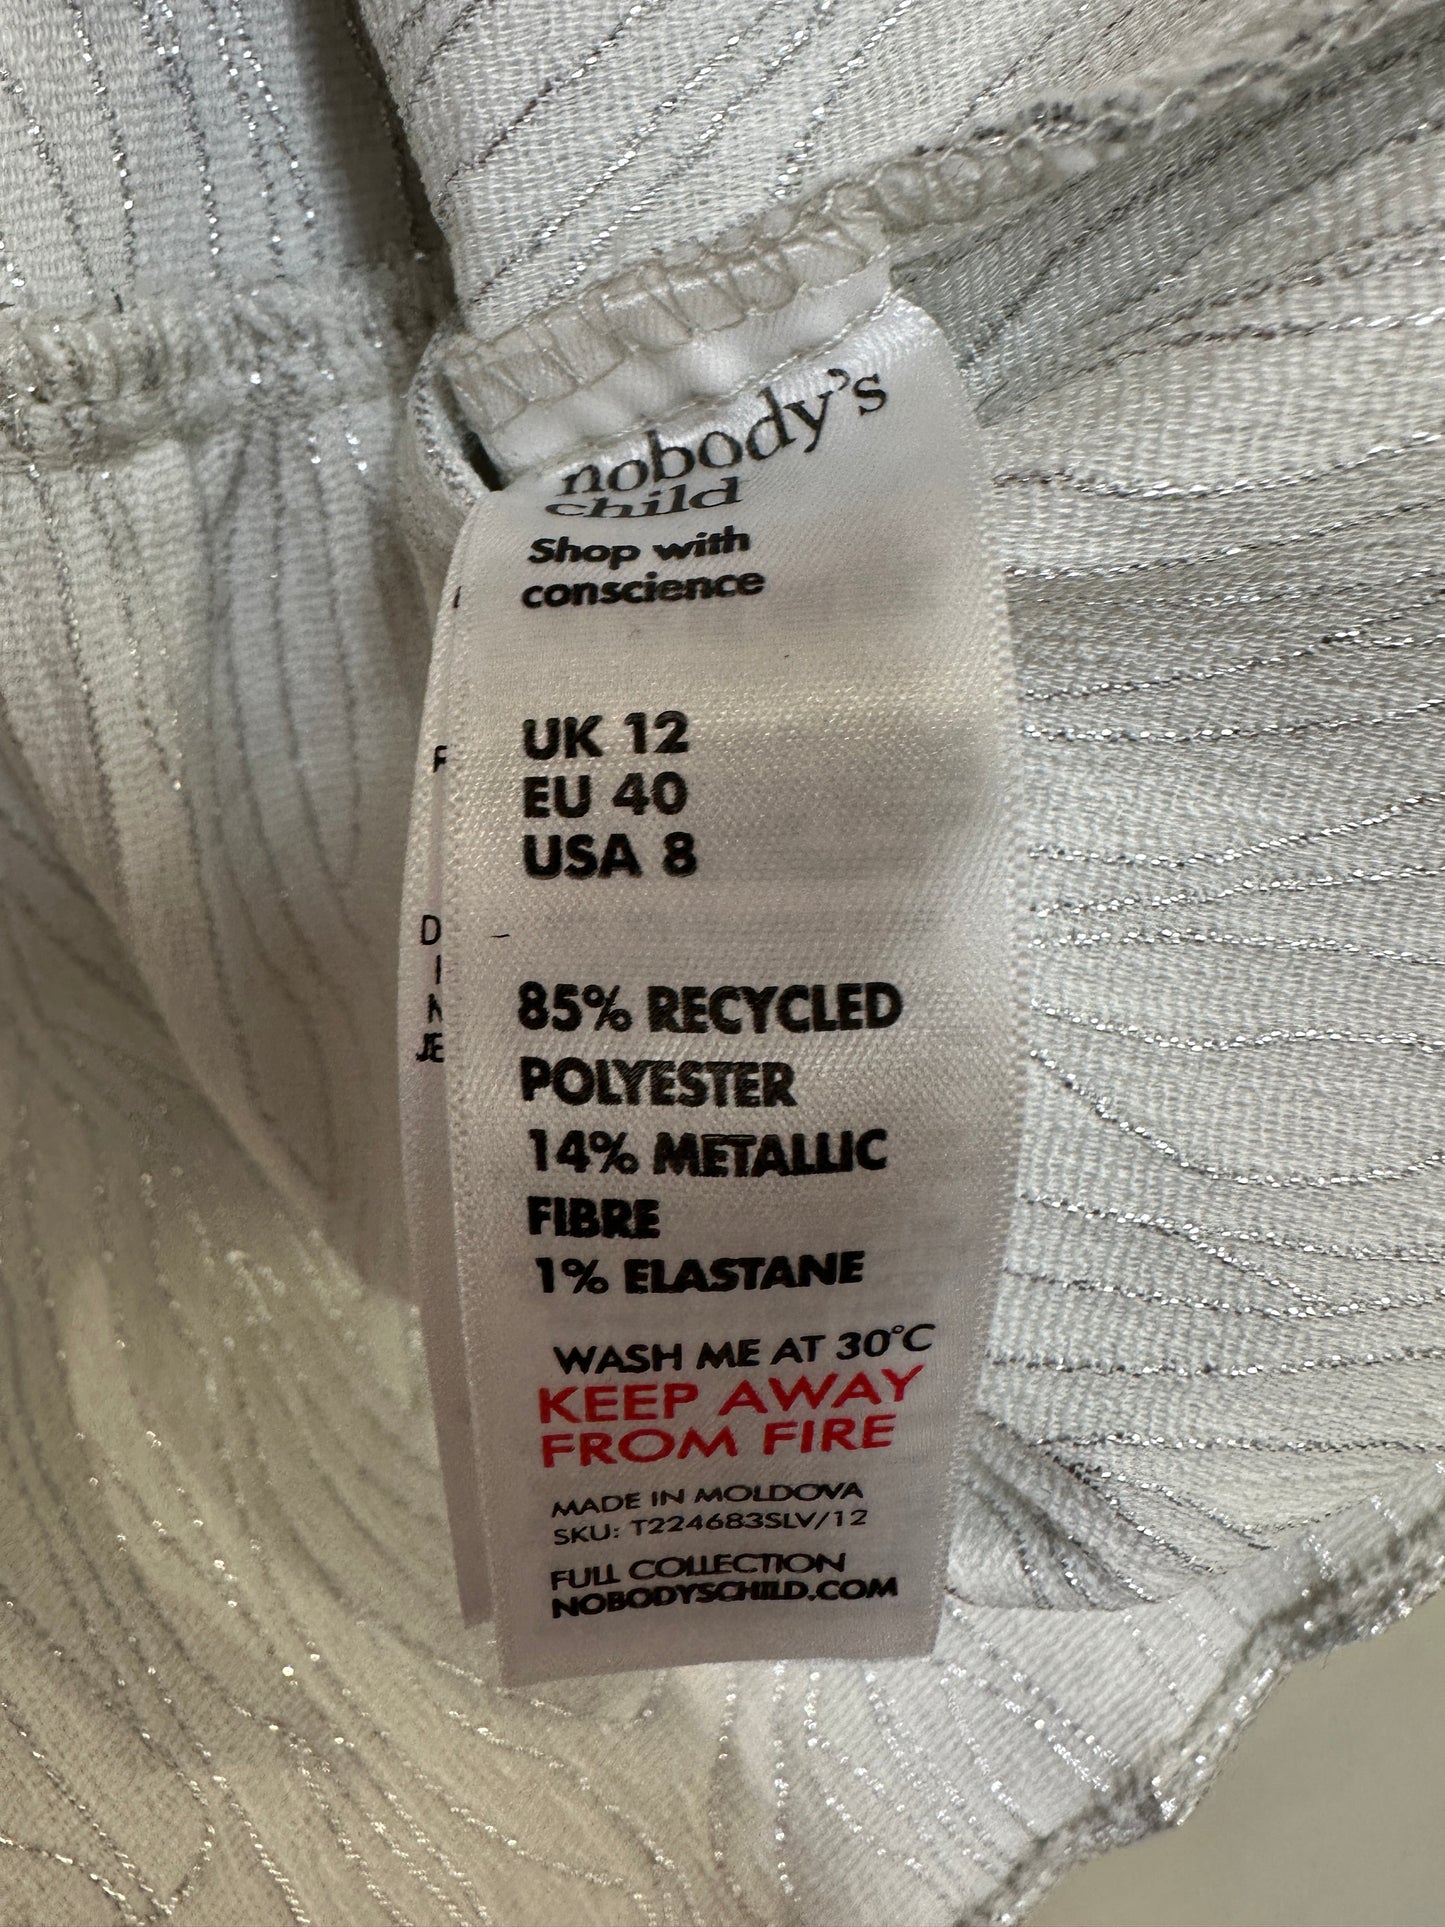 nobody's
child
Shop with
conscience
UK 12
EU 40
USA 8
85% RECYCLED
POLYESTER
14% METALLIC
FIBRE
1% ELASTANE
WASH ME AT 30°C
KEEP AWAY
FROM FIRE
MADE IN MOLDOVA
SKU: T224683SLV/12
FULL COLLECTION
NOBODYSCHILD.COM